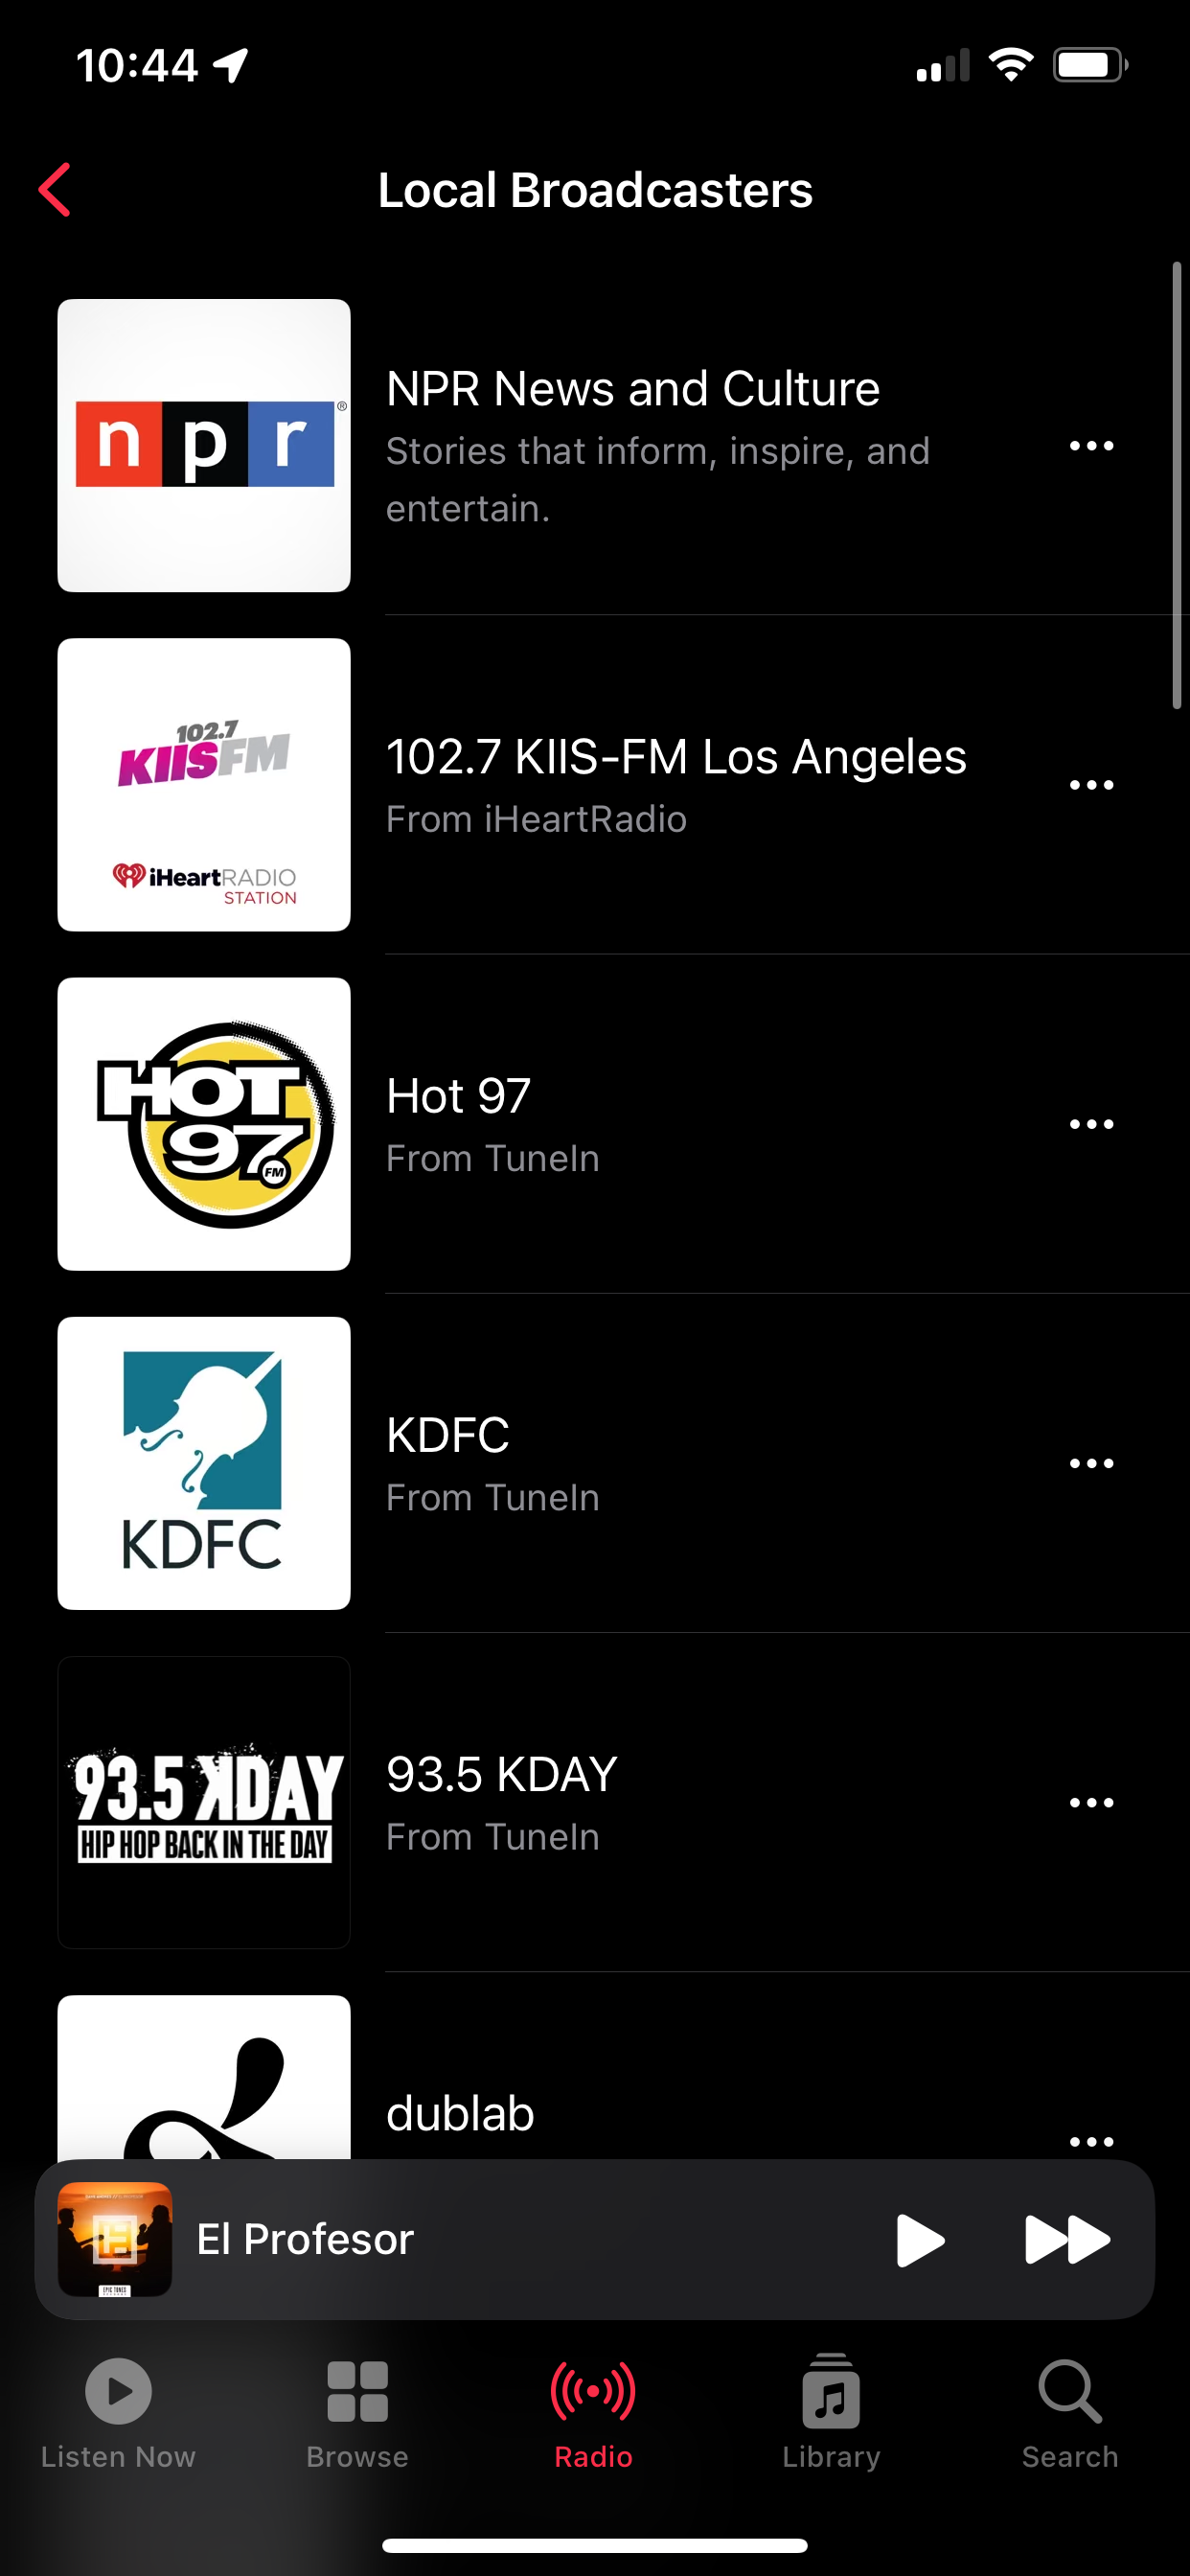 10:44
Local Broadcasters
npr®
NPR News and Culture
Stories that inform, inspire, and
entertain.
102.7
KIISFM
iHeartRADIO
STATION
102.7 KIIS-FM Los Angeles
From iHeartRadio
HOT
97
FM
Hot 97
From TuneIn
KDFC
KDFC
From TuneIn
93.5 KDAY
HIP HOP BACK IN THE DAY
93.5 KDAY
From TuneIn
dublab
El Profesor
Listen Now
Browse
Radio
Library
Search